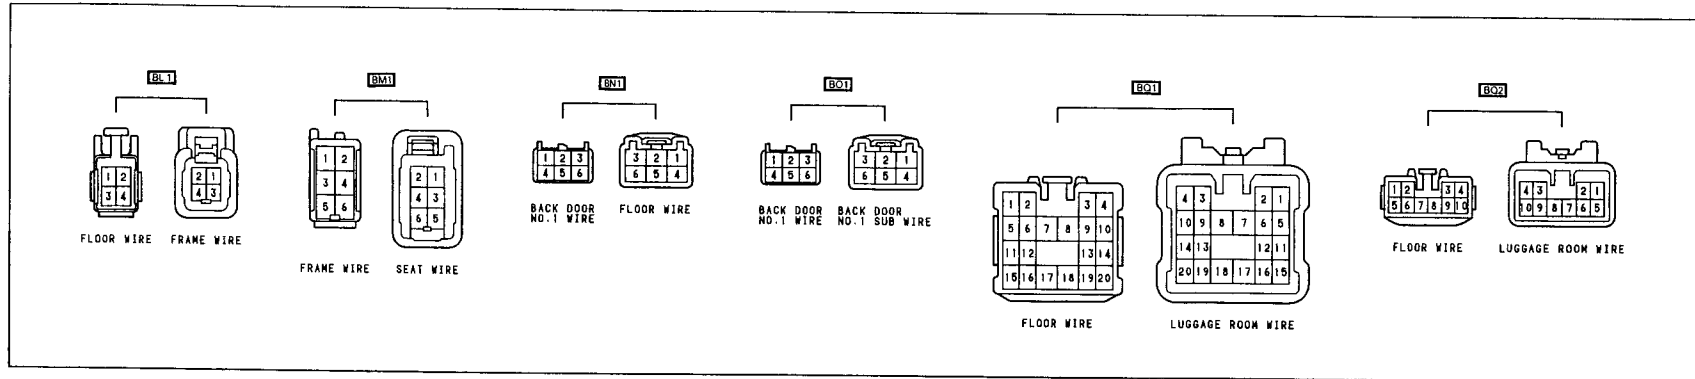 BL1
BM1
BN1
BO1
BQ1
BQ2
1 2
3 4
2 1
4 3
FLOOR WIRE
FRAME WIRE
1 2
3 4
5 6
2 1
4 3
6 5
FRAME WIRE
SEAT WIRE
1 2 3
4 5 6
3 2 1
6 5 4
BACK DOOR
NO.1 WIRE
FLOOR WIRE
1 2 3
4 5 6
3 2 1
6 5 4
BACK DOOR
NO.1 WIRE
BACK DOOR
NO.1 SUB WIRE
1 2 3 4
5 6 7 8 9 10
11 12 13 14
15 16 17 18 19 20
4 3 2 1
10 9 8 7 6 5
14 13 12 11
20 19 18 17 16 15
FLOOR WIRE
LUGGAGE ROOM WIRE
1 2 3 4
5 6 7 8 9 10
4 3 2 1
10 9 8 7 6 5
FLOOR WIRE
LUGGAGE ROOM WIRE